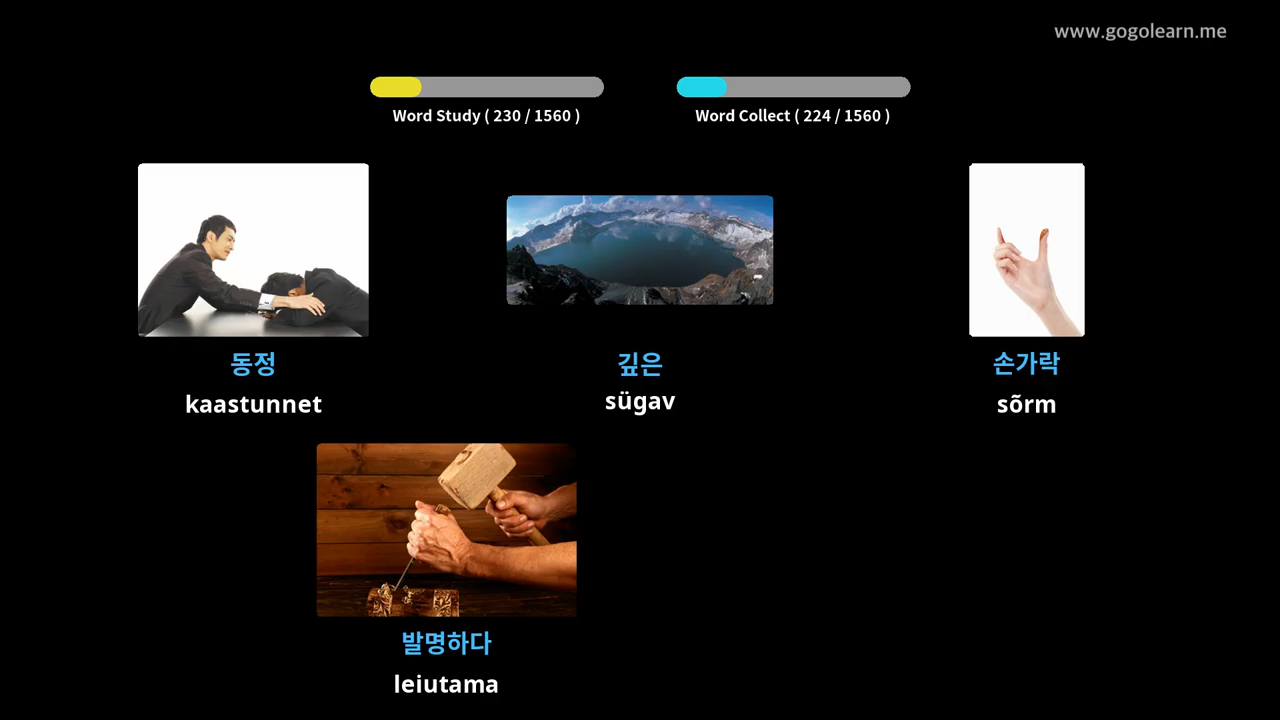 www.gogolearn.me
Word Study ( 230 / 1560 )
Word Collect ( 224 / 1560 )
동정
kaastunnet
깊은
sügav
손가락
sõrm
발명하다
leiutama